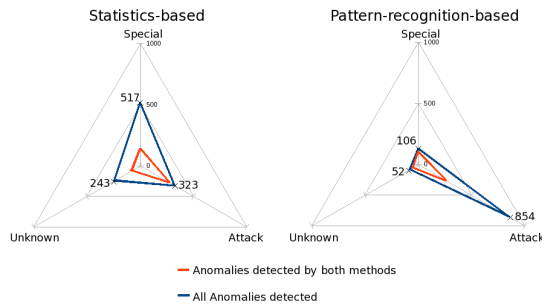 Statistics-based
Special
1000
517
500
0
243
323
Unknown
Attack
Pattern-recognition-based
Special
1000
500
106
0
52
854
Unknown
Attack
Anomalies detected by both methods
All Anomalies detected